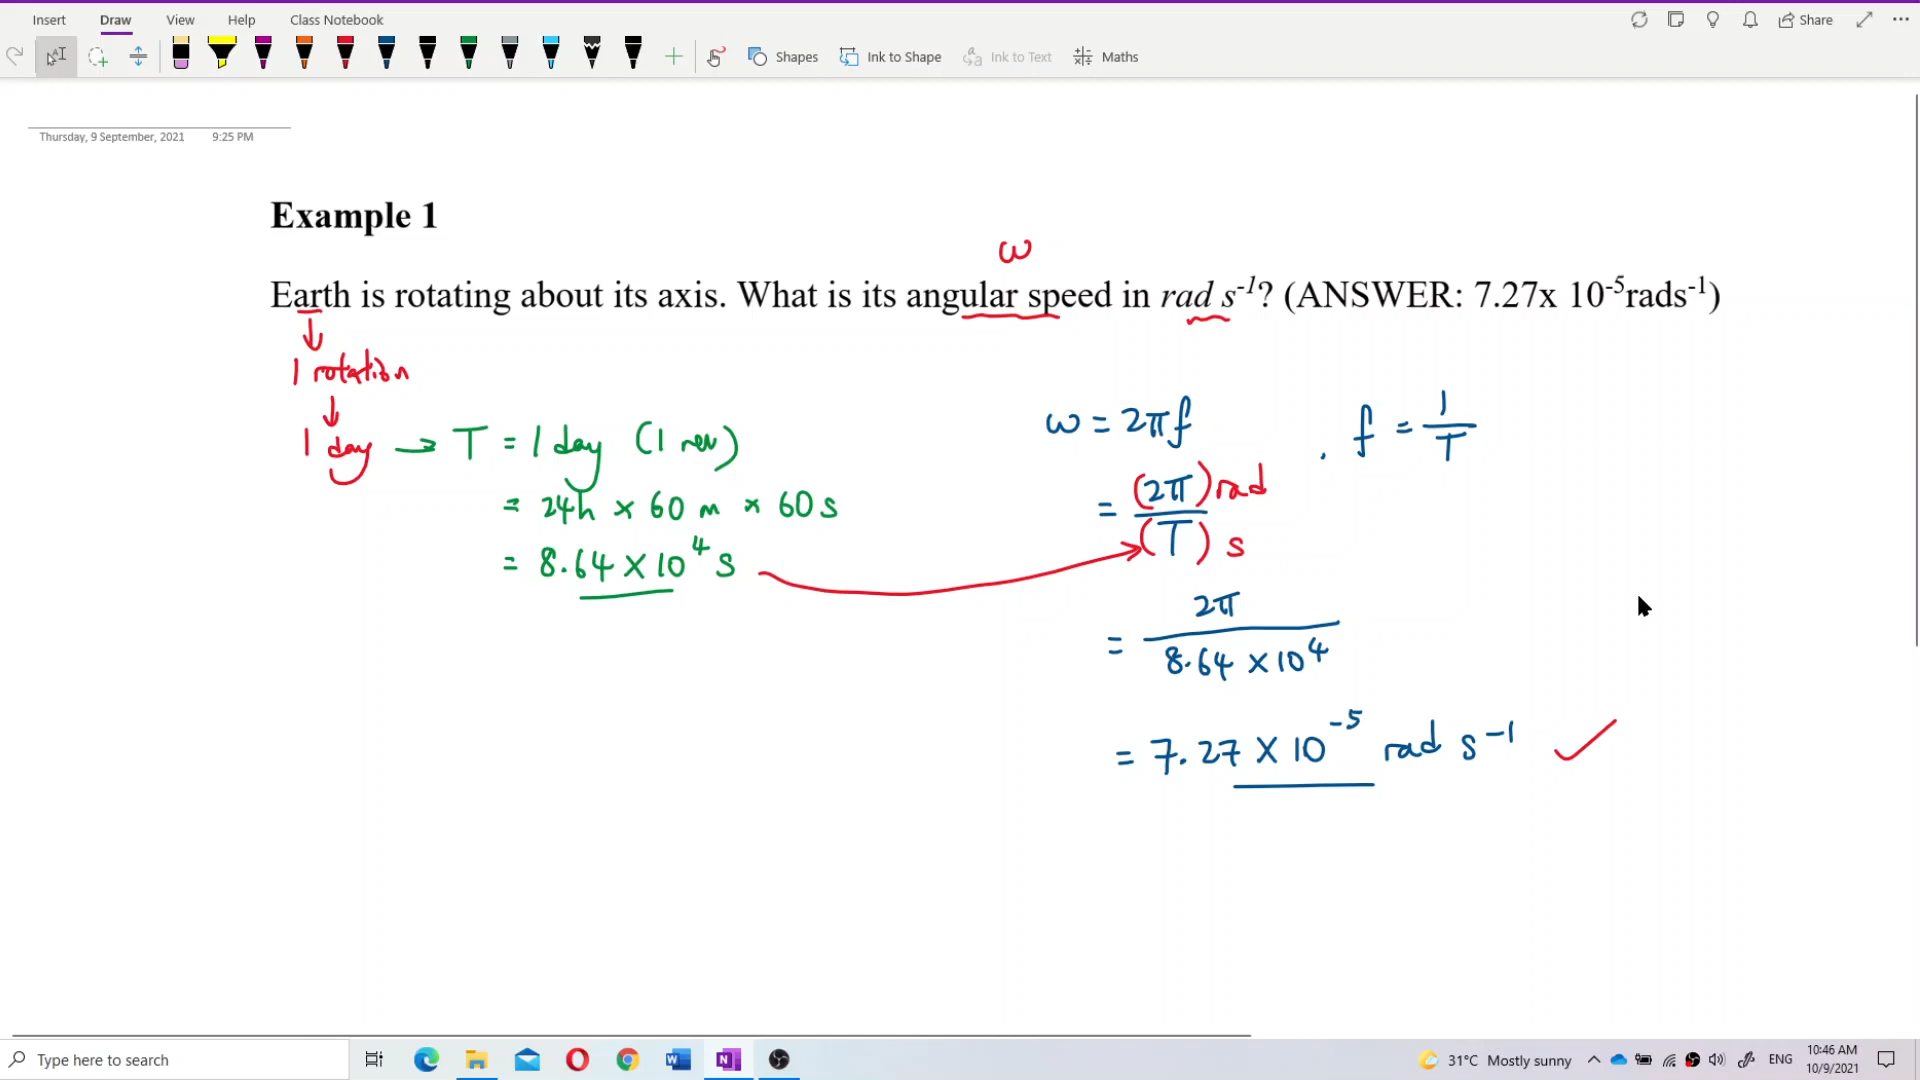 Insert Draw View Help Class Notebook Share
Shapes Ink to Shape Ink to Text Maths
Thursday, 9 September, 2021 9:25 PM
Example 1
ω
Earth is rotating about its axis. What is its angular speed in rad s⁻¹? (ANSWER: 7.27x 10⁻⁵rads⁻¹)
↓
1 rotation
↓
1 day → T = 1 day (1 rev)
= 24h × 60 m × 60 s
= 8.64 × 10⁴ s
ω = 2πf , f = 1/T
= (2π) rad / (T) s
= 2π / 8.64 × 10⁴
= 7.27 × 10⁻⁵ rad s⁻¹ ✓
Type here to search
31°C Mostly sunny ENG 10:46 AM
10/9/2021